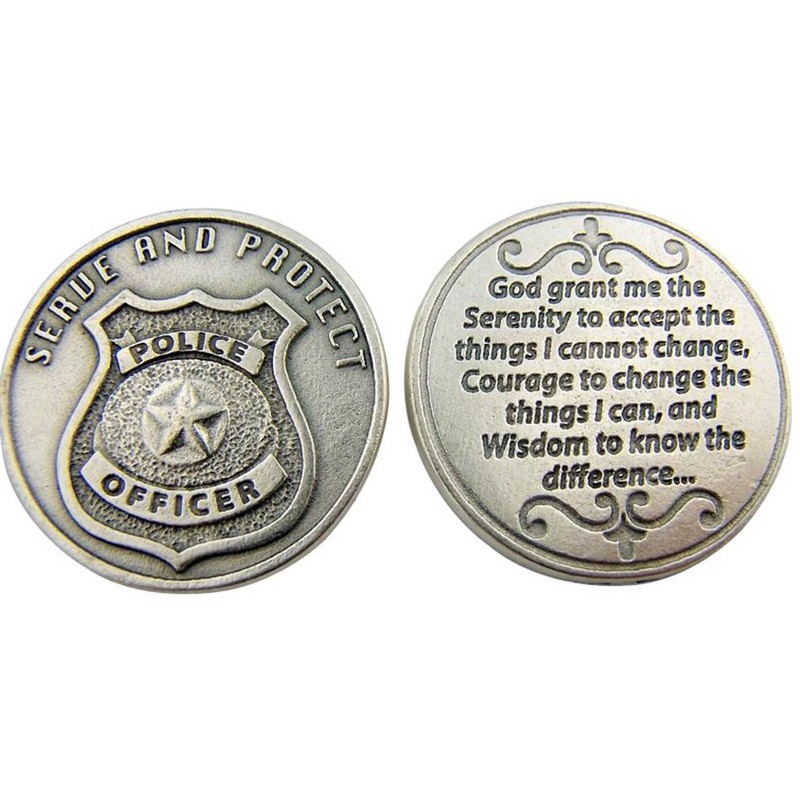 SERVE AND PROTECT
POLICE
OFFICER
God grant me the
Serenity to accept the
things I cannot change,
Courage to change the
things I can, and
Wisdom to know the
difference...